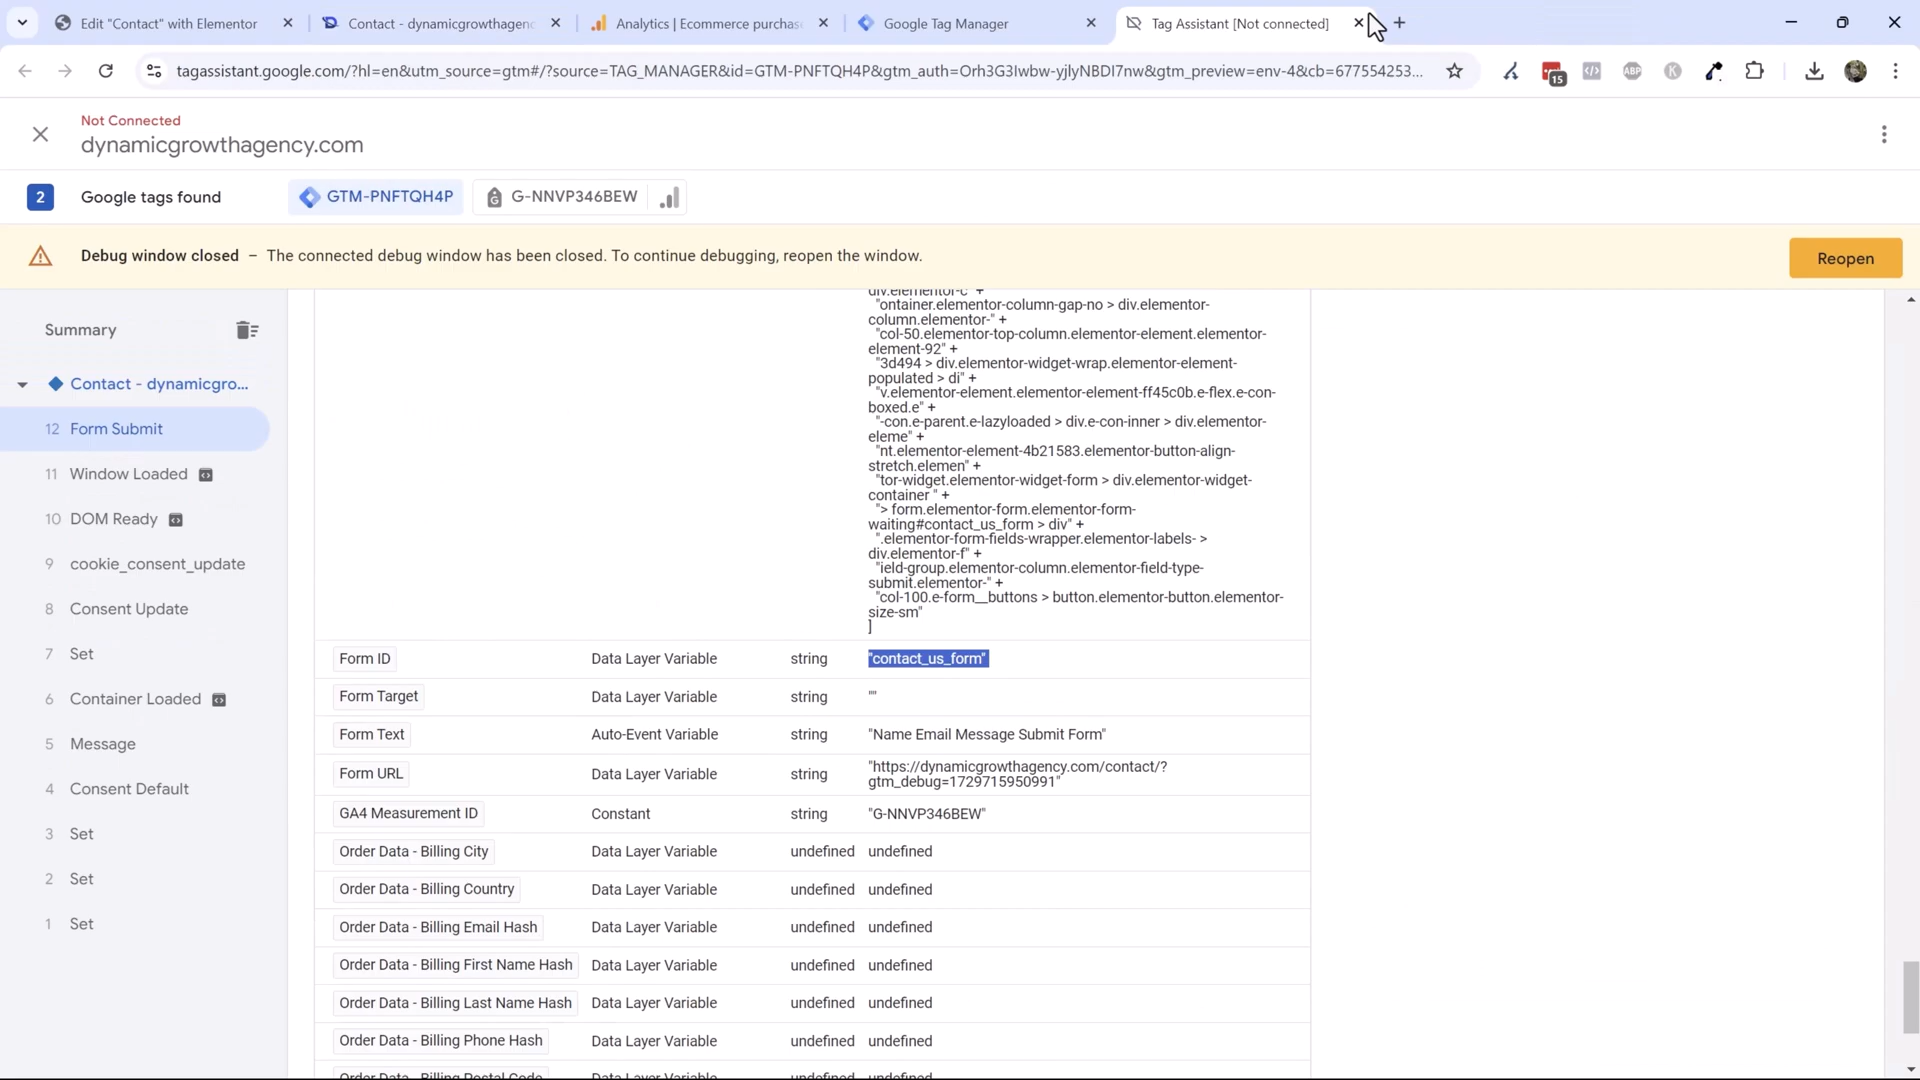 Edit "Contact" with Elementor
Contact - dynamicgrowthagenc
Analytics | Ecommerce purchas
Google Tag Manager
Tag Assistant [Not connected]
tagassistant.google.com/?hl=en&utm_source=gtm#/?source=TAG_MANAGER&id=GTM-PNFTQH4P&gtm_auth=Orh3G3Iwbw-yjlyNBDI7nw&gtm_preview=env-4&cb=677554253...
15
ABP
K
Not Connected
dynamicgrowthagency.com
2
Google tags found
GTM-PNFTQH4P
G-NNVP346BEW
Debug window closed – The connected debug window has been closed. To continue debugging, reopen the window.
Reopen
Summary
Contact - dynamicgro...
12 Form Submit
11 Window Loaded
10 DOM Ready
9 cookie_consent_update
8 Consent Update
7 Set
6 Container Loaded
5 Message
4 Consent Default
3 Set
2 Set
1 Set
div.elementor-c" +
"ontainer.elementor-column-gap-no > div.elementor-
column.elementor-" +
"col-50.elementor-top-column.elementor-element.elementor-
element-92" +
"3d494 > div.elementor-widget-wrap.elementor-element-
populated > di" +
"v.elementor-element.elementor-element-ff45c0b.e-flex.e-con-
boxed.e" +
"-con.e-parent.e-lazyloaded > div.e-con-inner > div.elementor-
eleme" +
"nt.elementor-element-4b21583.elementor-button-align-
stretch.elemen" +
"tor-widget.elementor-widget-form > div.elementor-widget-
container " +
"> form.elementor-form.elementor-form-
waiting#contact_us_form > div" +
".elementor-form-fields-wrapper.elementor-labels- >
div.elementor-f" +
"ield-group.elementor-column.elementor-field-type-
submit.elementor-" +
"col-100.e-form__buttons > button.elementor-button.elementor-
size-sm"
]
Form ID Data Layer Variable string "contact_us_form"
Form Target Data Layer Variable string ""
Form Text Auto-Event Variable string "Name Email Message Submit Form"
Form URL Data Layer Variable string "https://dynamicgrowthagency.com/contact/?
gtm_debug=1729715950991"
GA4 Measurement ID Constant string "G-NNVP346BEW"
Order Data - Billing City Data Layer Variable undefined undefined
Order Data - Billing Country Data Layer Variable undefined undefined
Order Data - Billing Email Hash Data Layer Variable undefined undefined
Order Data - Billing First Name Hash Data Layer Variable undefined undefined
Order Data - Billing Last Name Hash Data Layer Variable undefined undefined
Order Data - Billing Phone Hash Data Layer Variable undefined undefined
Order Data - Billing Postal Code Data Layer Variable undefined undefined